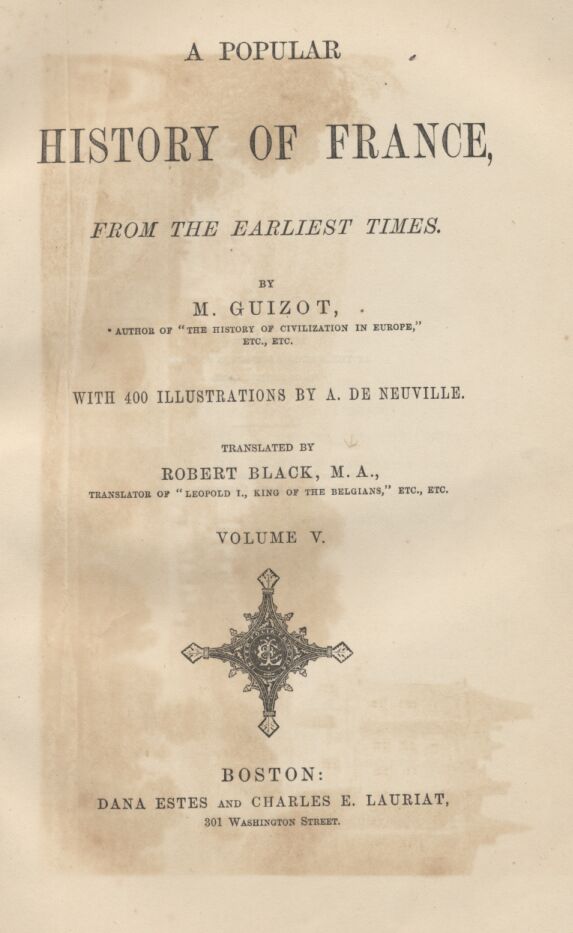 A POPULAR
HISTORY OF FRANCE,
FROM THE EARLIEST TIMES.
BY
M. GUIZOT,
AUTHOR OF "THE HISTORY OF CIVILIZATION IN EUROPE,"
ETC., ETC.
WITH 400 ILLUSTRATIONS BY A. DE NEUVILLE.
TRANSLATED BY
ROBERT BLACK, M. A.,
TRANSLATOR OF "LEOPOLD I., KING OF THE BELGIANS," ETC., ETC.
VOLUME V.
BOSTON:
DANA ESTES AND CHARLES E. LAURIAT,
301 WASHINGTON STREET.